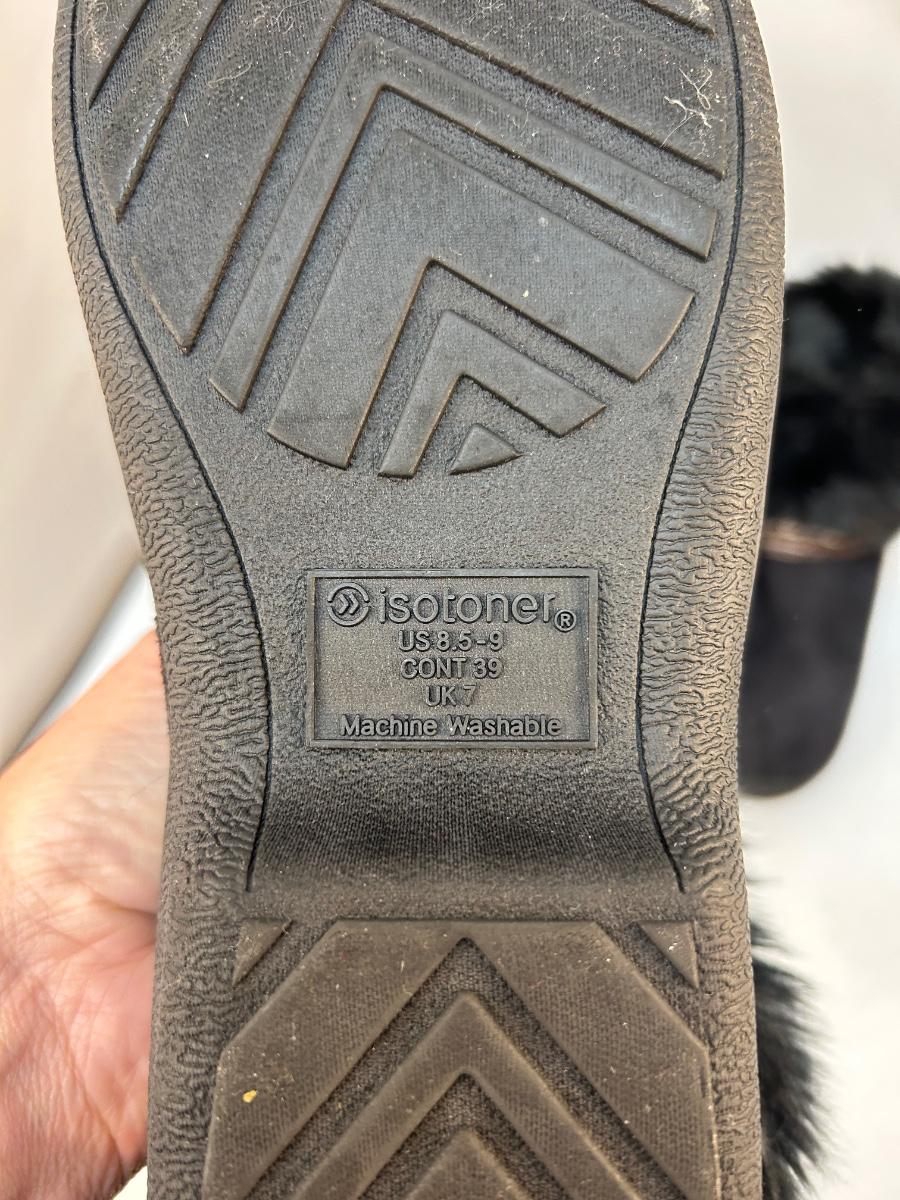 isotoner®
US 8.5-9
CONT 39
UK 7
Machine Washable